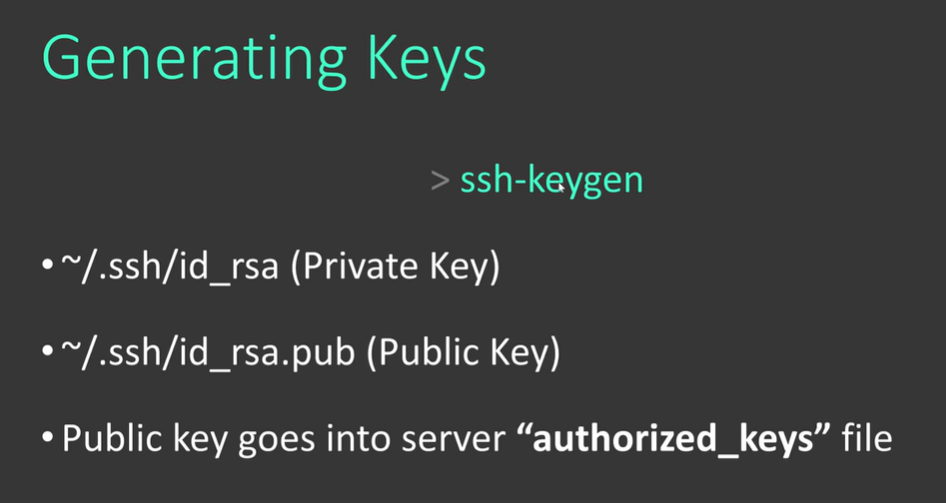 Generating Keys
> ssh-keygen
• ~/.ssh/id_rsa (Private Key)
• ~/.ssh/id_rsa.pub (Public Key)
• Public key goes into server “authorized_keys” file